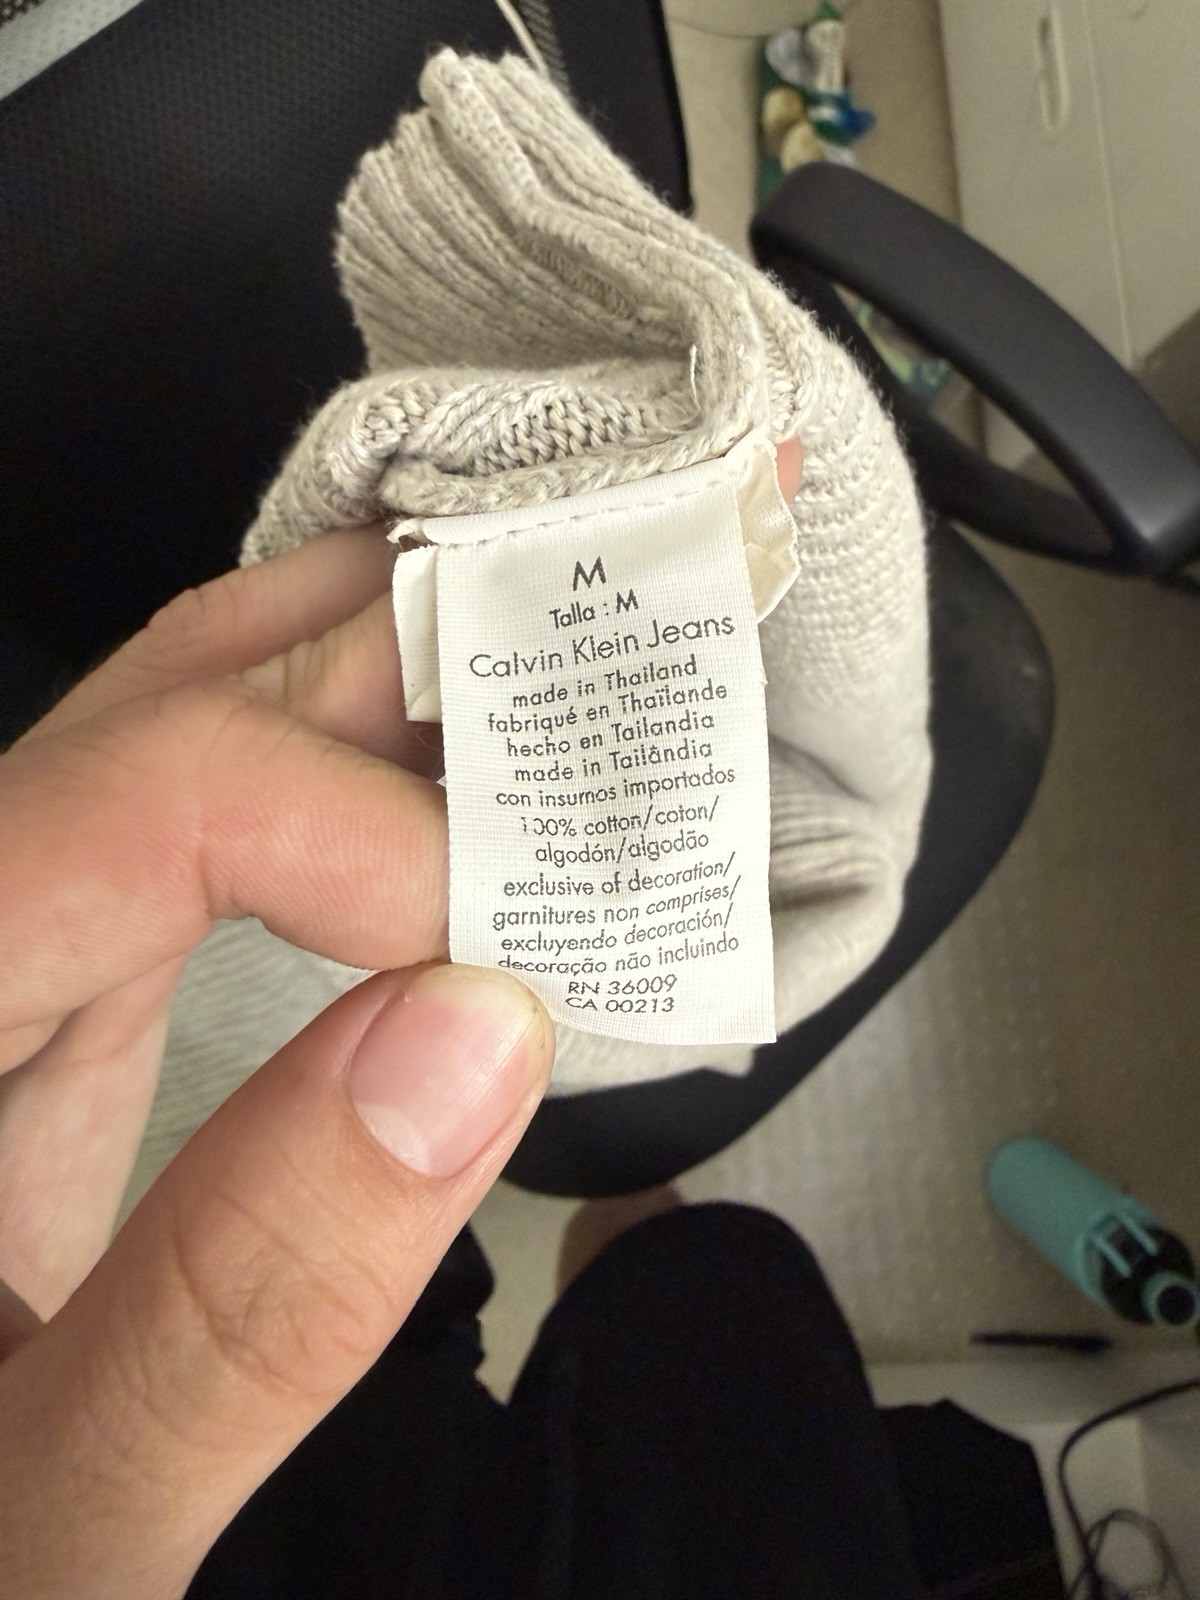 M
Talla : M
Calvin Klein Jeans
made in Thailand
fabriqué en Thaïlande
hecho en Tailandia
made in Tailândia
con insumos importados
100% cotton/coton/
algodón/algodão
exclusive of decoration/
garnitures non comprises/
excluyendo decoración/
decoração não incluindo
RN 36009
CA 00213